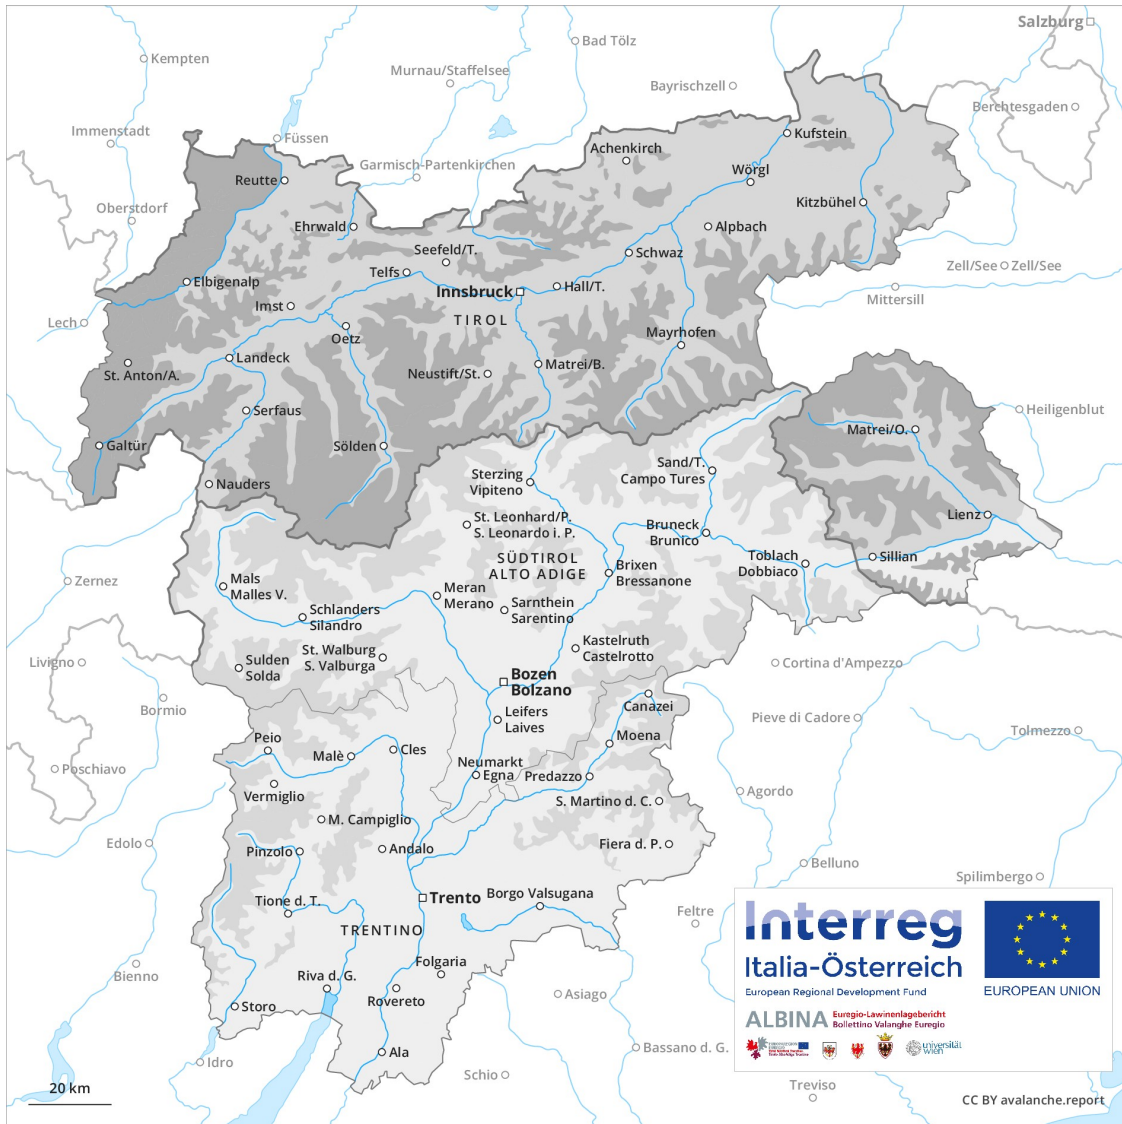 Salzburg
Bad Tölz
Kempten
Murnau/Staffelsee
Bayrischzell
Berchtesgaden
Immenstadt
Füssen
Kufstein
Achenkirch
Garmisch-Partenkirchen
Wörgl
Reutte
Oberstdorf
Kitzbühel
Ehrwald
Alpbach
Seefeld/T.
Schwaz
Telfs
Zell/See
Zell/See
Elbigenalp
Innsbruck
Hall/T.
Mittersill
Imst
Lech
TIROL
Oetz
Mayrhofen
Landeck
Matrei/B.
St. Anton/A.
Neustift/St.
Serfaus
Heiligenblut
Matrei/O.
Galtür
Sölden
Sand/T.
Campo Tures
Sterzing
Vipiteno
Nauders
Lienz
St. Leonhard/P.
S. Leonardo i. P.
Bruneck
Brunico
SÜDTIROL
ALTO ADIGE
Toblach
Dobbiaco
Sillian
Brixen
Bressanone
Zernez
Mals
Malles V.
Meran
Merano
Sarnthein
Sarentino
Schlanders
Silandro
Kastelruth
Castelrotto
St. Walburg
S. Valburga
Livigno
Sulden
Solda
Cortina d'Ampezzo
Bozen
Bolzano
Bormio
Canazei
Leifers
Laives
Pieve di Cadore
Tolmezzo
Peio
Moena
Malè
Cles
Neumarkt
Egna
Predazzo
Poschiavo
Vermiglio
Agordo
S. Martino d. C.
M. Campiglio
Edolo
Fiera d. P.
Pinzolo
Andalo
Belluno
Spilimbergo
Trento
Borgo Valsugana
Tione d. T.
Feltre
TRENTINO
Interreg
Italia-Österreich
European Regional Development Fund
EUROPEAN UNION
Folgaria
Bienno
Riva d. G.
Rovereto
Asiago
Storo
ALBINA
Euregio-Lawinenlagebericht
Bollettino Valanghe Euregio
universität
wien
Ala
Bassano d. G.
Idro
Schio
Treviso
20 km
CC BY avalanche.report